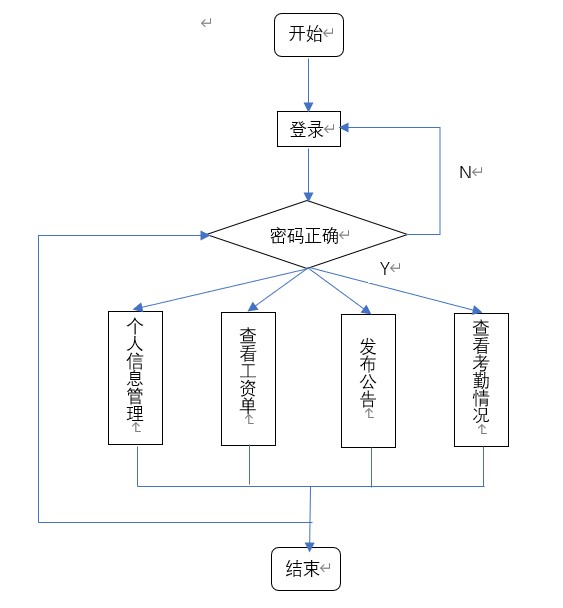 开始
登录
N
密码正确
Y
个人信息管理
查看工资单
发布公告
查看考勤情况
结束